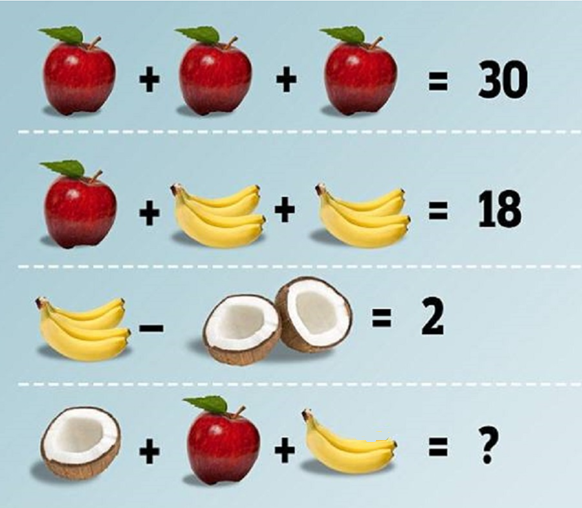 + + = 30
+ + = 18
– = 2
+ + = ?